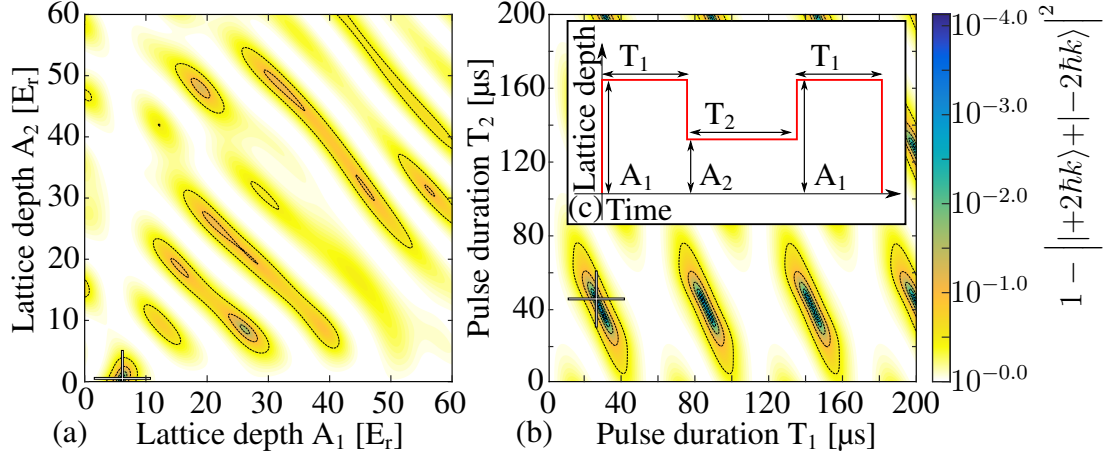 60
50
40
30
20
10
0
Lattice depth A₂ [Eᵣ]
0 10 20 30 40 50 60
(a) Lattice depth A₁ [Eᵣ]
200
160
120
80
40
0
Pulse duration T₂ [µs]
0 40 80 120 160 200
(b) Pulse duration T₁ [µs]
Lattice depth
T₁
T₁
T₂
A₁
A₂
A₁
(c) Time
10^-4.0
10^-3.0
10^-2.0
10^-1.0
10^-0.0
1 − ||+2ħk⟩+|−2ħk⟩|²